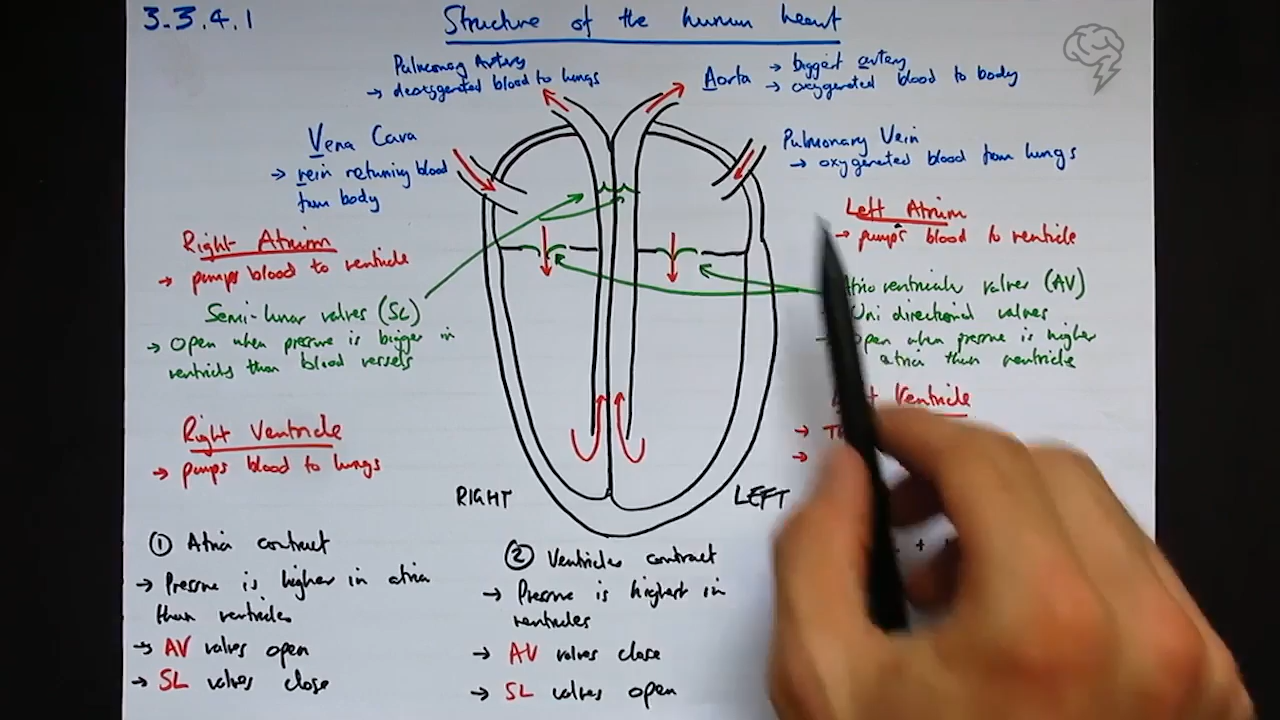 3.3.4.1
Structure of the human heart
Pulmonary Artery
→ deoxygenated blood to lungs
Aorta
→ biggest artery
→ oxygenated blood to body
Vena Cava
→ vein returning blood
from body
Pulmonary Vein
→ oxygenated blood from lungs
Right Atrium
→ pumps blood to ventricle
Left Atrium
→ pumps blood to ventricle
Semi-lunar valves (SL)
→ Open when pressure is bigger in
ventricles than blood vessels
valves (AV)
Uni directional valves
pressure is higher
atria than ventricle
Right Ventricle
→ pumps blood to lungs
Ventricle
RIGHT
LEFT
① Atria contract
→ Pressure is higher in atria
than ventricles
→ AV valves open
→ SL valves close
② Ventricles contract
→ Pressure is highest in
ventricles
→ AV valves close
→ SL valves open